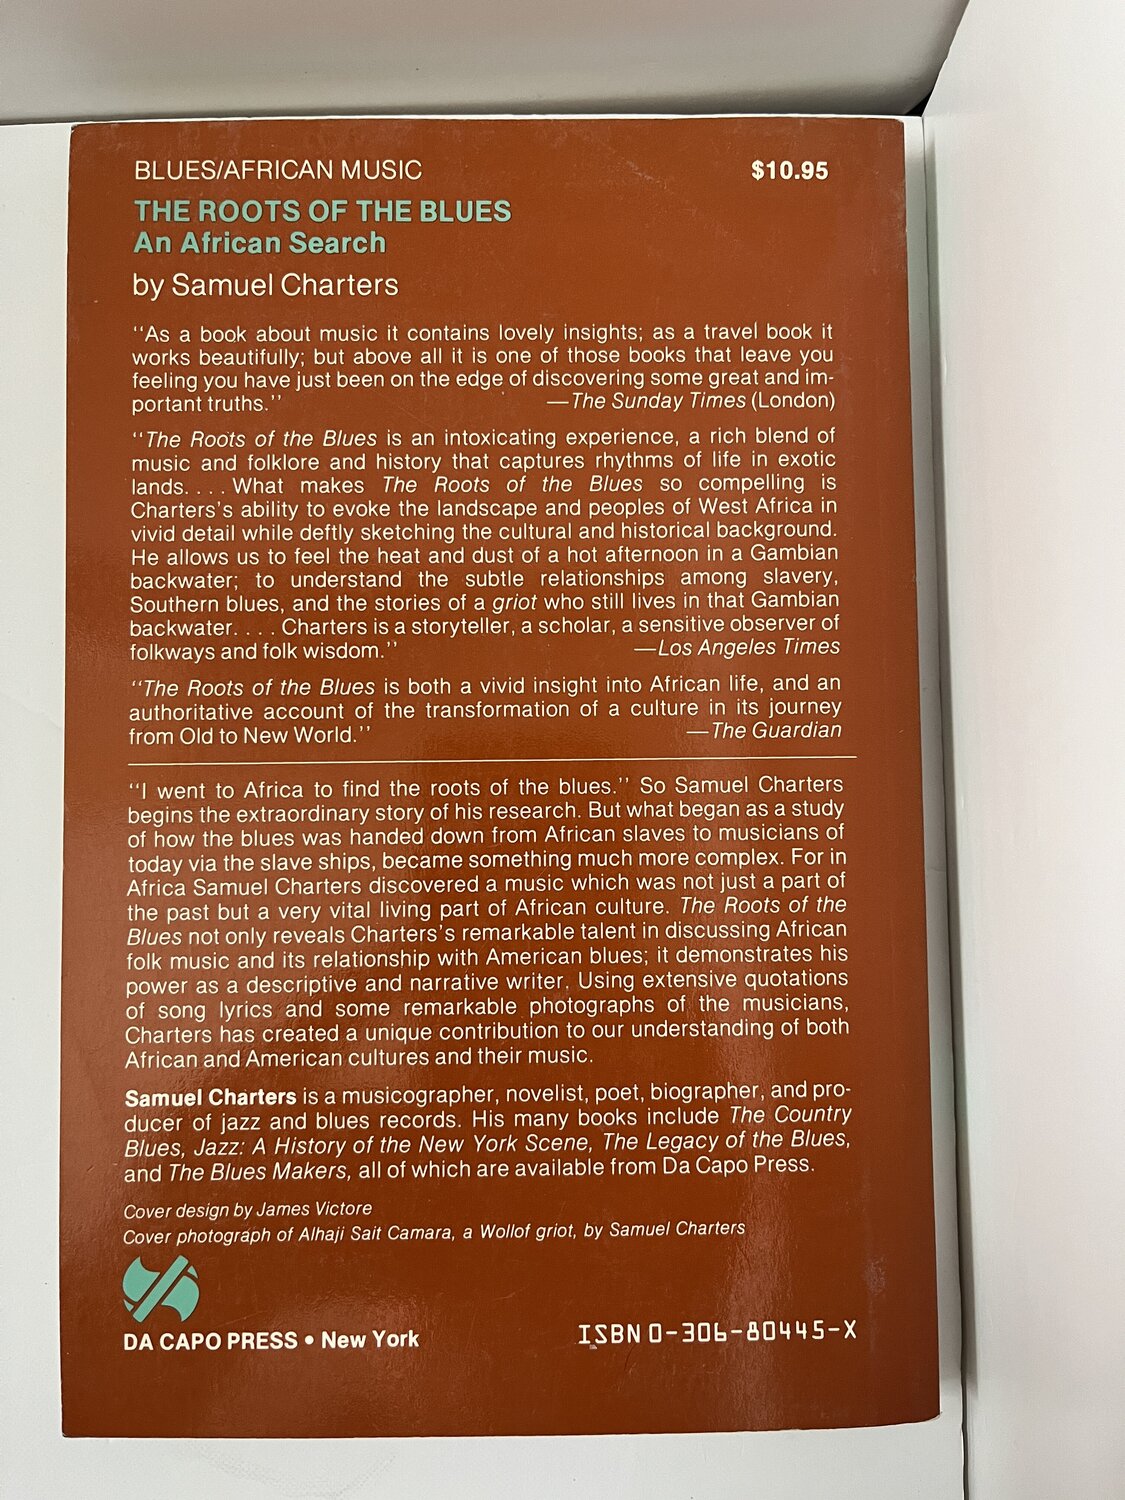 BLUES/AFRICAN MUSIC $10.95
THE ROOTS OF THE BLUES
An African Search
by Samuel Charters
"As a book about music it contains lovely insights; as a travel book it
works beautifully; but above all it is one of those books that leave you
feeling you have just been on the edge of discovering some great and im-
portant truths." —The Sunday Times (London)
"The Roots of the Blues is an intoxicating experience, a rich blend of
music and folklore and history that captures rhythms of life in exotic
lands. . . . What makes The Roots of the Blues so compelling is
Charters's ability to evoke the landscape and peoples of West Africa in
vivid detail while deftly sketching the cultural and historical background.
He allows us to feel the heat and dust of a hot afternoon in a Gambian
backwater; to understand the subtle relationships among slavery,
Southern blues, and the stories of a griot who still lives in that Gambian
backwater. . . . Charters is a storyteller, a scholar, a sensitive observer of
folkways and folk wisdom." —Los Angeles Times
"The Roots of the Blues is both a vivid insight into African life, and an
authoritative account of the transformation of a culture in its journey
from Old to New World." —The Guardian
"I went to Africa to find the roots of the blues." So Samuel Charters
begins the extraordinary story of his research. But what began as a study
of how the blues was handed down from African slaves to musicians of
today via the slave ships, became something much more complex. For in
Africa Samuel Charters discovered a music which was not just a part of
the past but a very vital living part of African culture. The Roots of the
Blues not only reveals Charters's remarkable talent in discussing African
folk music and its relationship with American blues; it demonstrates his
power as a descriptive and narrative writer. Using extensive quotations
of song lyrics and some remarkable photographs of the musicians,
Charters has created a unique contribution to our understanding of both
African and American cultures and their music.
Samuel Charters is a musicographer, novelist, poet, biographer, and pro-
ducer of jazz and blues records. His many books include The Country
Blues, Jazz: A History of the New York Scene, The Legacy of the Blues,
and The Blues Makers, all of which are available from Da Capo Press.
Cover design by James Victore
Cover photograph of Alhaji Sait Camara, a Wollof griot, by Samuel Charters
DA CAPO PRESS • New York
ISBN 0-306-80445-X